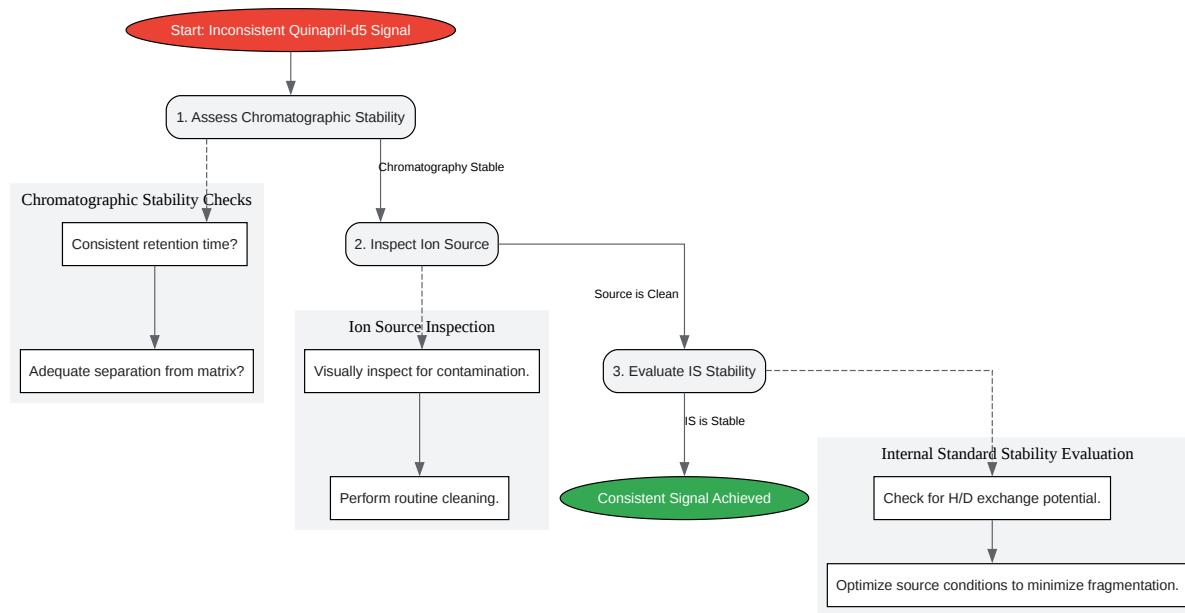 Start: Inconsistent Quinapril-d5 Signal
1. Assess Chromatographic Stability
Chromatography Stable
Chromatographic Stability Checks
Consistent retention time?
2. Inspect Ion Source
Source is Clean
Ion Source Inspection
Adequate separation from matrix?
Visually inspect for contamination.
3. Evaluate IS Stability
IS is Stable
Internal Standard Stability Evaluation
Perform routine cleaning.
Consistent Signal Achieved
Check for H/D exchange potential.
Optimize source conditions to minimize fragmentation.